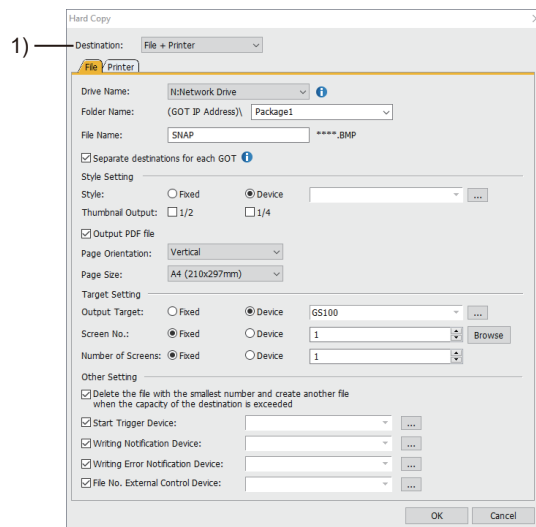 Hard Copy
1)
Destination: File + Printer
File Printer
Drive Name: N:Network Drive
Folder Name: (GOT IP Address)\ Package1
File Name: SNAP ****.BMP
Separate destinations for each GOT
Style Setting
Style: Fixed Device ...
Thumbnail Output: 1/2 1/4
Output PDF file
Page Orientation: Vertical
Page Size: A4 (210x297mm)
Target Setting
Output Target: Fixed Device GS100 ...
Screen No.: Fixed Device 1 Browse
Number of Screens: Fixed Device 1
Other Setting
Delete the file with the smallest number and create another file
when the capacity of the destination is exceeded
Start Trigger Device: ...
Writing Notification Device: ...
Writing Error Notification Device: ...
File No. External Control Device: ...
OK Cancel